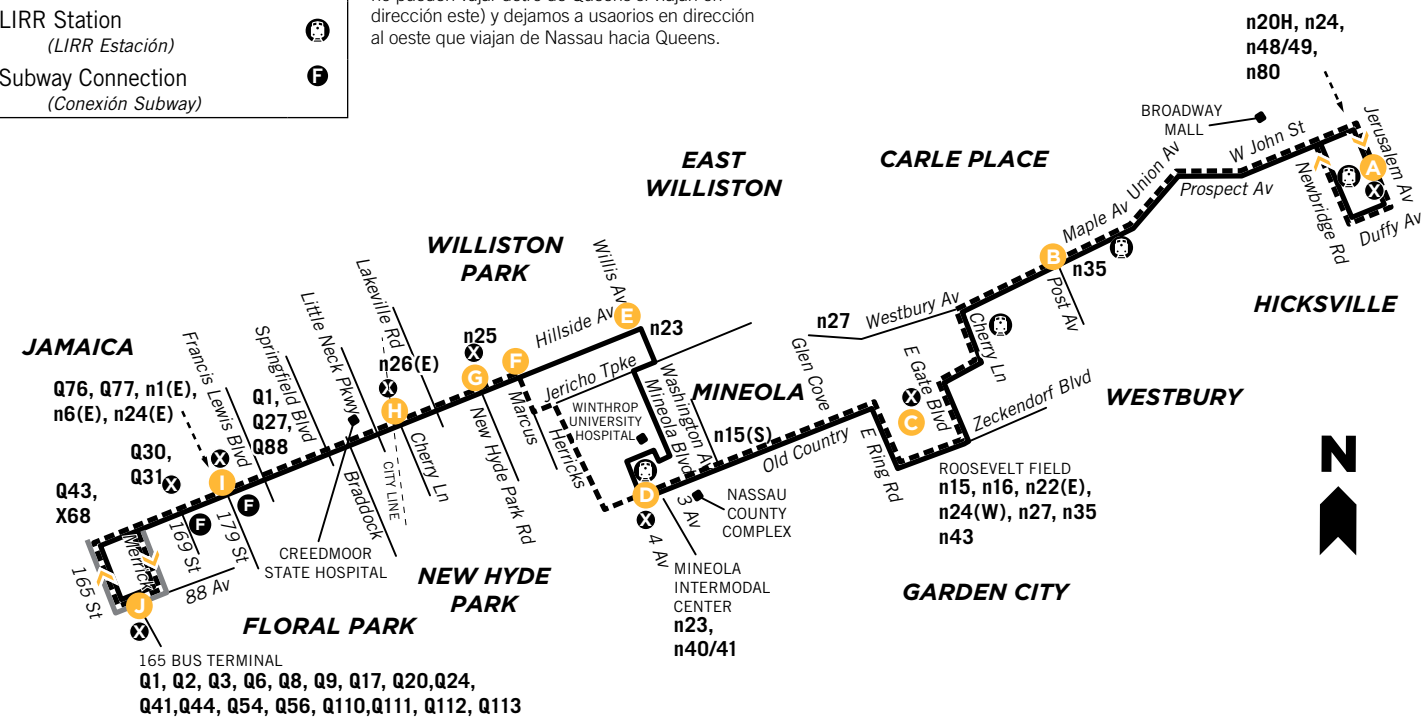 LIRR Station
(LIRR Estación)
Subway Connection
F
(Conexión Subway)
dirección este) y dejamos a usaorios en dirección
al oeste que viajan de Nassau hacia Queens.
n20H, n24,
n48/49,
n80
BROADWAY
MALL
Jerusalem Av
W John St
A
X
Newbridge Rd
Duffy Av
Prospect Av
Union Av
Maple Av
B
n35
Post Av
HICKSVILLE
EAST
WILLISTON
CARLE PLACE
WILLISTON
PARK
Willis Av
E
Hillside Av
n23
n27
Westbury Av
Cherry Ln
Glen Cove
E Gate Blvd
X
C
Zeckendorf Blvd
WESTBURY
E Ring Rd
Old Country
MINEOLA
Jericho Tpke
Washington Av
Mineola Blvd
WINTHROP
UNIVERSITY
HOSPITAL
n15(S)
Lakeville Rd
Little Neck Pkwy
Springfield Blvd
Francis Lewis Blvd
JAMAICA
n25
X
G
F
n26(E)
X
H
Marcus
Herricks
New Hyde Park Rd
Cherry Ln
CITY LINE
Braddock
Q76, Q77, n1(E),
n6(E), n24(E)
Q1,
Q27,
Q88
Q30,
Q31
X
X
I
F
F
Q43,
X68
169 St
179 St
Merrick
165 St
88 Av
J
X
CREEDMOOR
STATE HOSPITAL
D
X
3 Av
4 Av
NASSAU
COUNTY
COMPLEX
ROOSEVELT FIELD
n15, n16, n22(E),
n24(W), n27, n35
n43
MINEOLA
INTERMODAL
CENTER
n23,
n40/41
NEW HYDE
PARK
GARDEN CITY
FLORAL PARK
165 BUS TERMINAL
Q1, Q2, Q3, Q6, Q8, Q9, Q17, Q20,Q24,
Q41,Q44, Q54, Q56, Q110,Q111, Q112, Q113
N